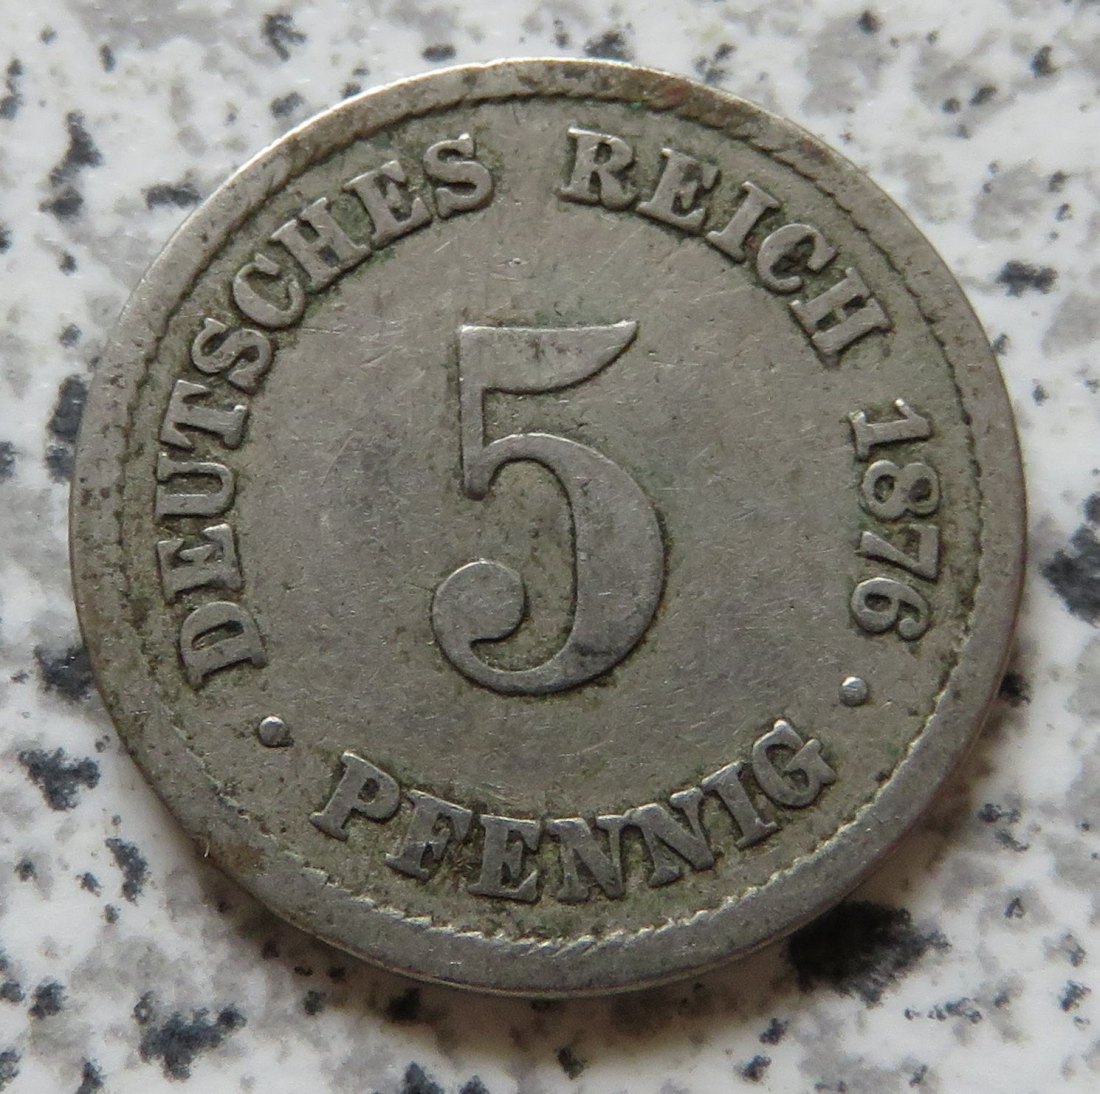 DEUTSCHES REICH 1876
5
· PFENNIG ·